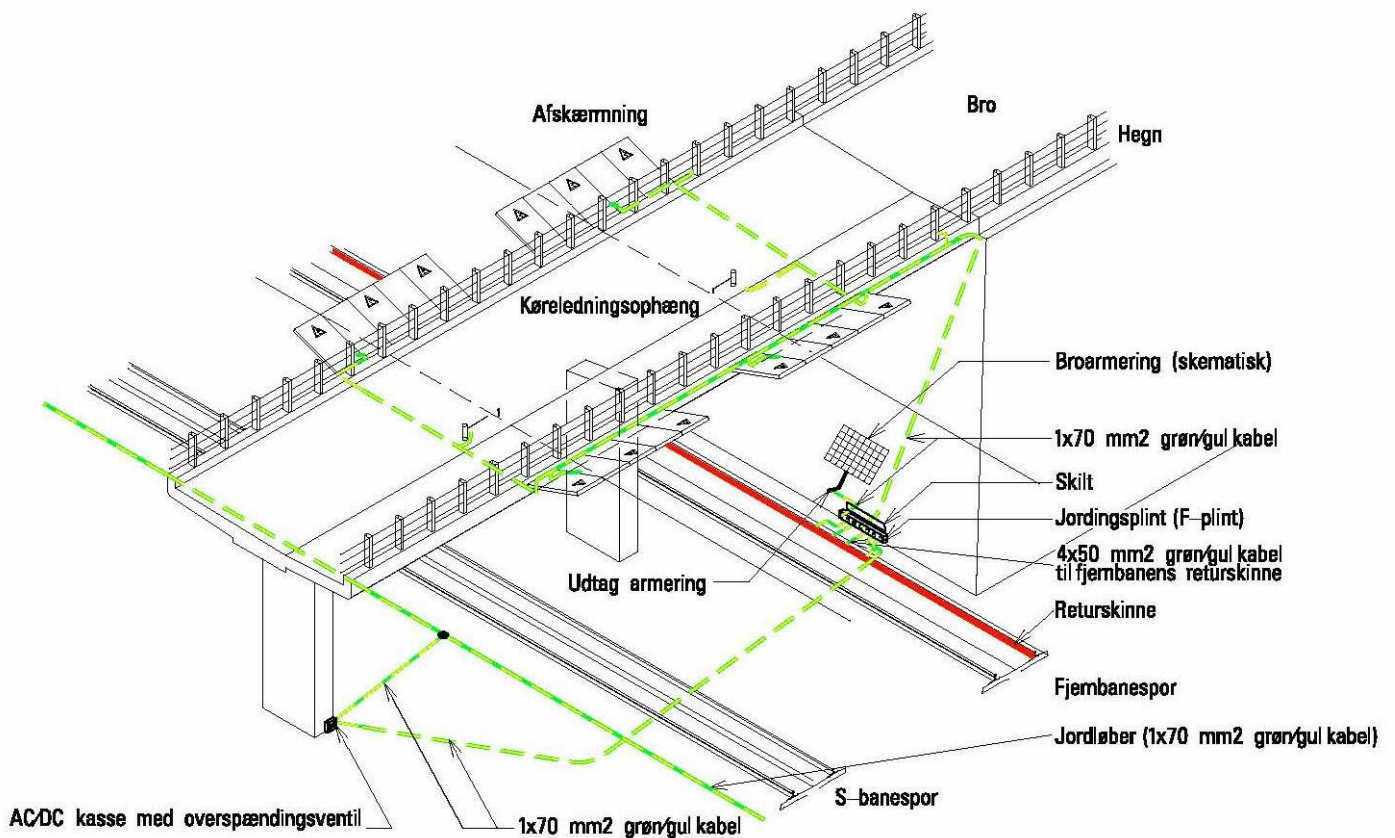 Bro
Afskærmning
Hegn
Køreledningsophæng
Broarmering (skematisk)
1x70 mm2 grøn/gul kabel
Skilt
Jordingsplint (F-plint)
4x50 mm2 grøn/gul kabel
til fjernbanens returskinne
Udtag armering
Returskinne
Fjernbanespor
Jordløber (1x70 mm2 grøn/gul kabel)
S-banespor
AC/DC kasse med overspændingsventil
1x70 mm2 grøn/gul kabel